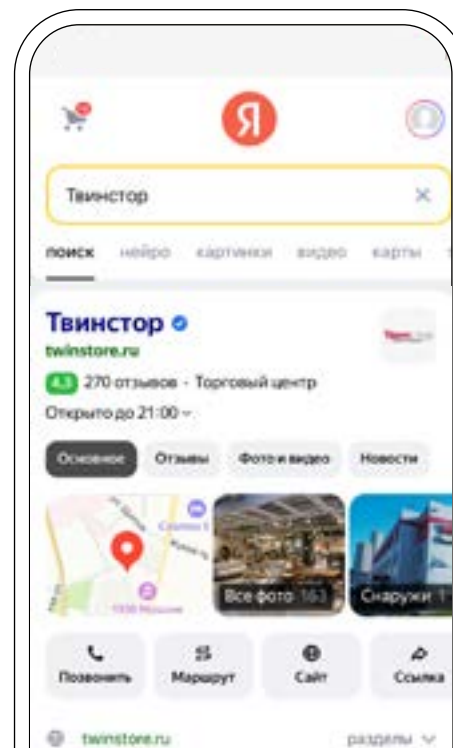 Я
Твинстор
поиск нейро картинки видео карты
Твинстор
twinstore.ru
4.3 270 отзывов - Торговый центр
Открыто до 21:00
Основное Отзывы Фото и видео Новости
Все фото 163 Снаружи 1
Позвонить Маршрут Сайт Ссылка
twinstore.ru разделы